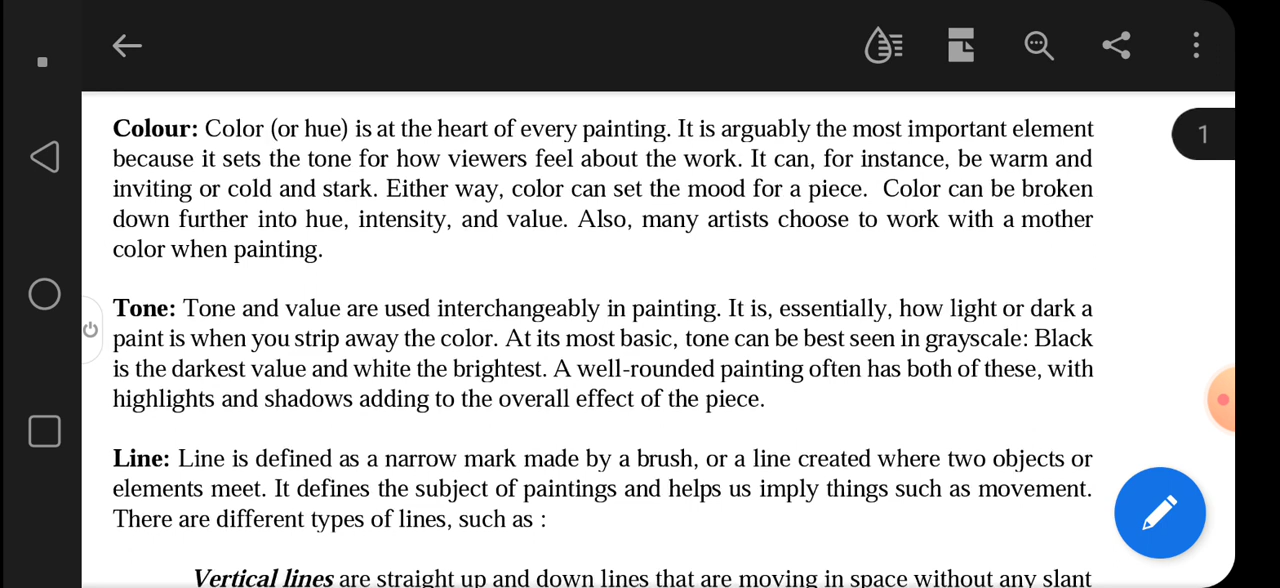 1
Colour: Color (or hue) is at the heart of every painting. It is arguably the most important element
because it sets the tone for how viewers feel about the work. It can, for instance, be warm and
inviting or cold and stark. Either way, color can set the mood for a piece.  Color can be broken
down further into hue, intensity, and value. Also, many artists choose to work with a mother
color when painting.
Tone: Tone and value are used interchangeably in painting. It is, essentially, how light or dark a
paint is when you strip away the color. At its most basic, tone can be best seen in grayscale: Black
is the darkest value and white the brightest. A well-rounded painting often has both of these, with
highlights and shadows adding to the overall effect of the piece.
Line: Line is defined as a narrow mark made by a brush, or a line created where two objects or
elements meet. It defines the subject of paintings and helps us imply things such as movement.
There are different types of lines, such as :
Vertical lines are straight up and down lines that are moving in space without any slant